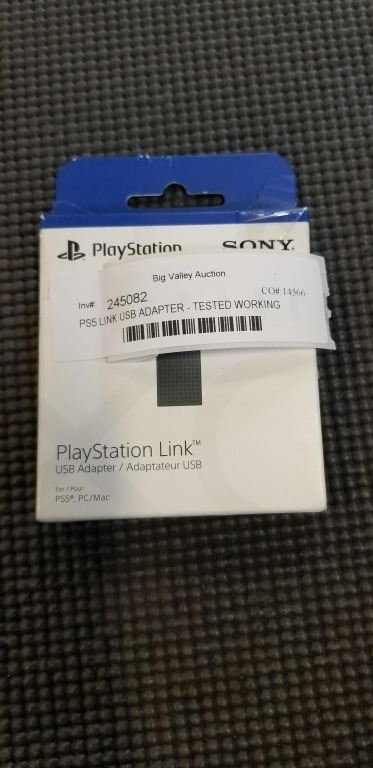 PlayStation
SONY
Big Valley Auction
Inv#: 245082 CO#:14566
PS5 LINK USB ADAPTER - TESTED WORKING
PlayStation Link™
USB Adapter / Adaptateur USB
For / Pour
PS5®, PC/Mac